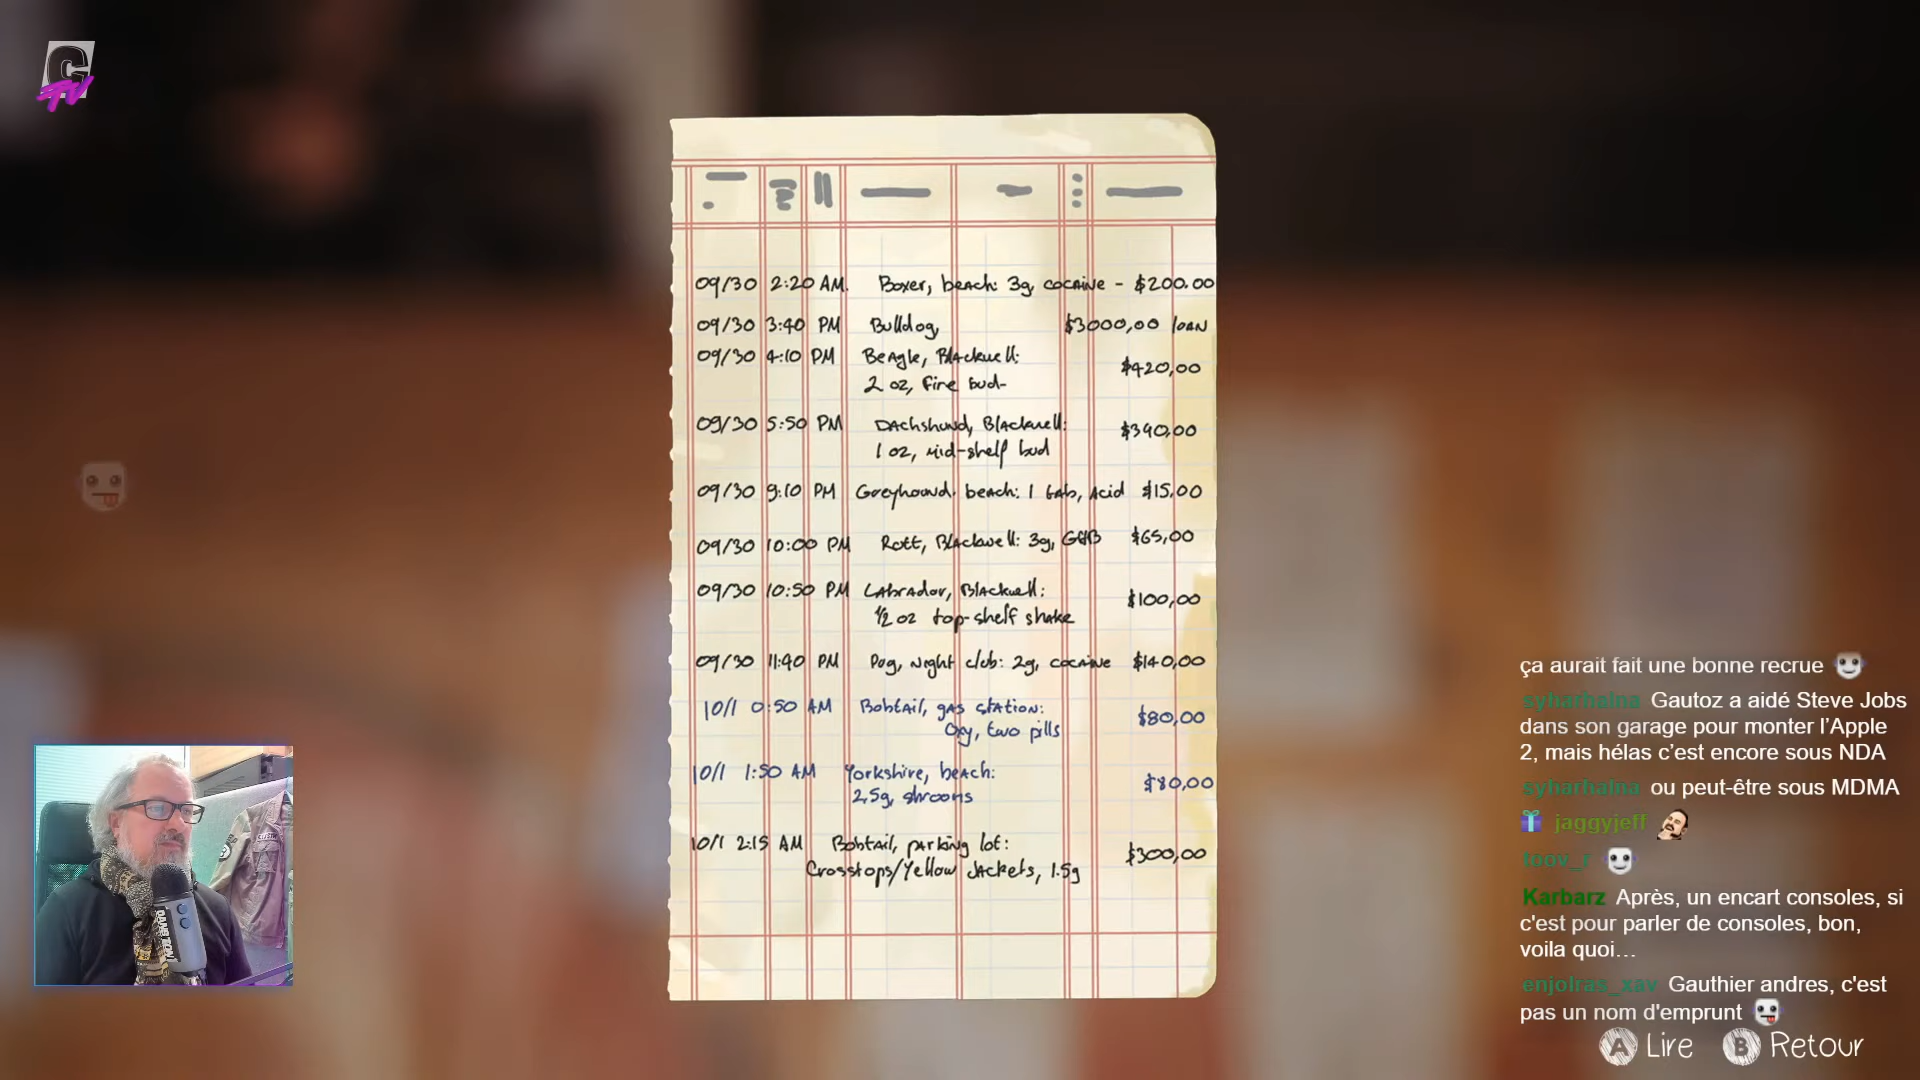 C
TV
09/30 2:20 AM. Boxer, beach: 3g, cocaine - $200.00
09/30 3:40 PM Bulldog, $3000,00 loan
09/30 4:10 PM Beagle, Blackwell:
2 oz, fire bud-
$420,00
09/30 5:50 PM Dachshund, Blackwell:
1 oz, mid-shelf bud
$390,00
09/30 9:10 PM Greyhound, beach: 1 tab, acid $15,00
09/30 10:00 PM Rott, Blackwell: 3g, GHB $65,00
09/30 10:50 PM Labrador, Blackwell:
1/2 oz top-shelf shake
$100,00
09/30 11:40 PM Pug, night club: 2g, cocaine $140,00
10/1 0:50 AM Bobtail, gas station:
Oxy, two pills
$80,00
10/1 1:50 AM Yorkshire, beach:
2,5g, shrooms
$80,00
10/1 2:15 AM Bobtail, parking lot:
Crosstops/Yellow Jackets, 1.5g
$300,00
ça aurait fait une bonne recrue
syharhalna Gautoz a aidé Steve Jobs
dans son garage pour monter l’Apple
2, mais hélas c’est encore sous NDA
syharhalna ou peut-être sous MDMA
jaggyjeff
toov_r
Karbarz Après, un encart consoles, si
c'est pour parler de consoles, bon,
voila quoi…
enjolras_xav Gauthier andres, c'est
pas un nom d'emprunt
A Lire B Retour